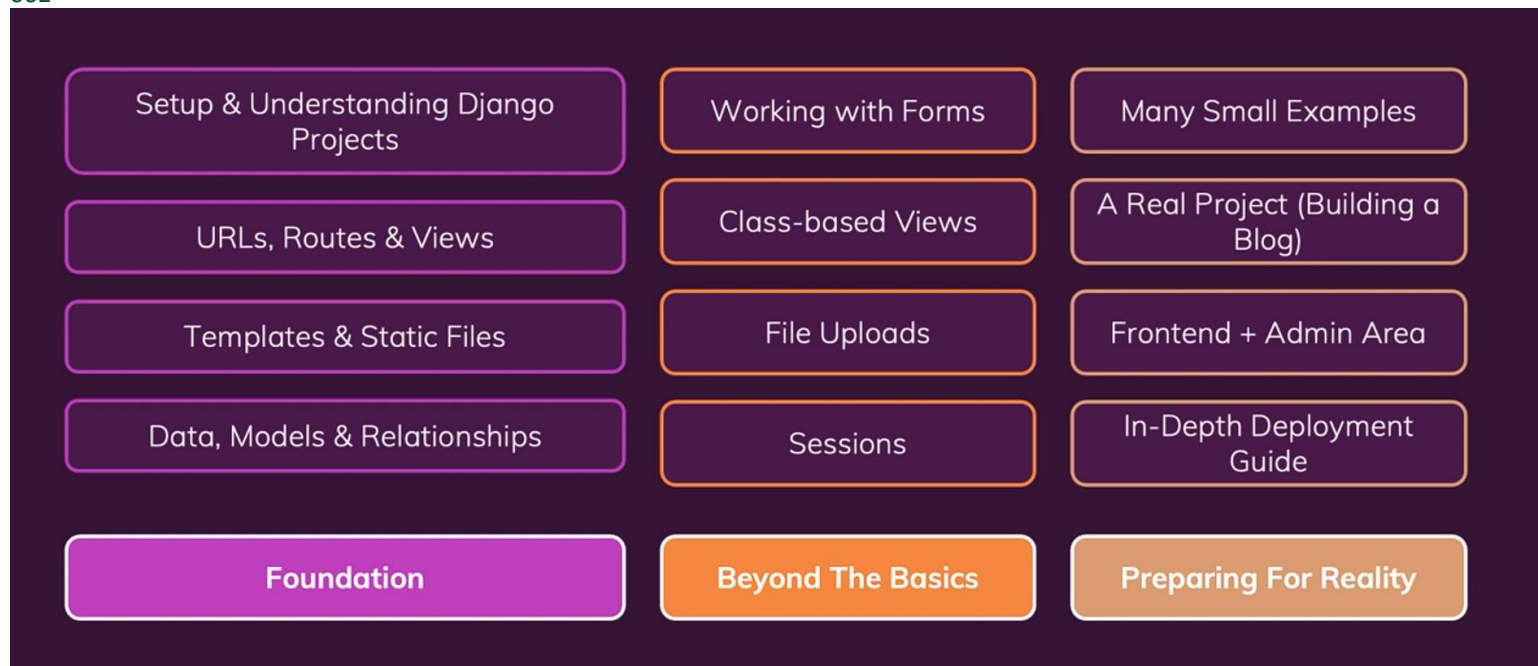 Setup & Understanding Django
Projects
URLs, Routes & Views
Templates & Static Files
Data, Models & Relationships
Foundation
Working with Forms
Class-based Views
File Uploads
Sessions
Beyond The Basics
Many Small Examples
A Real Project (Building a
Blog)
Frontend + Admin Area
In-Depth Deployment
Guide
Preparing For Reality